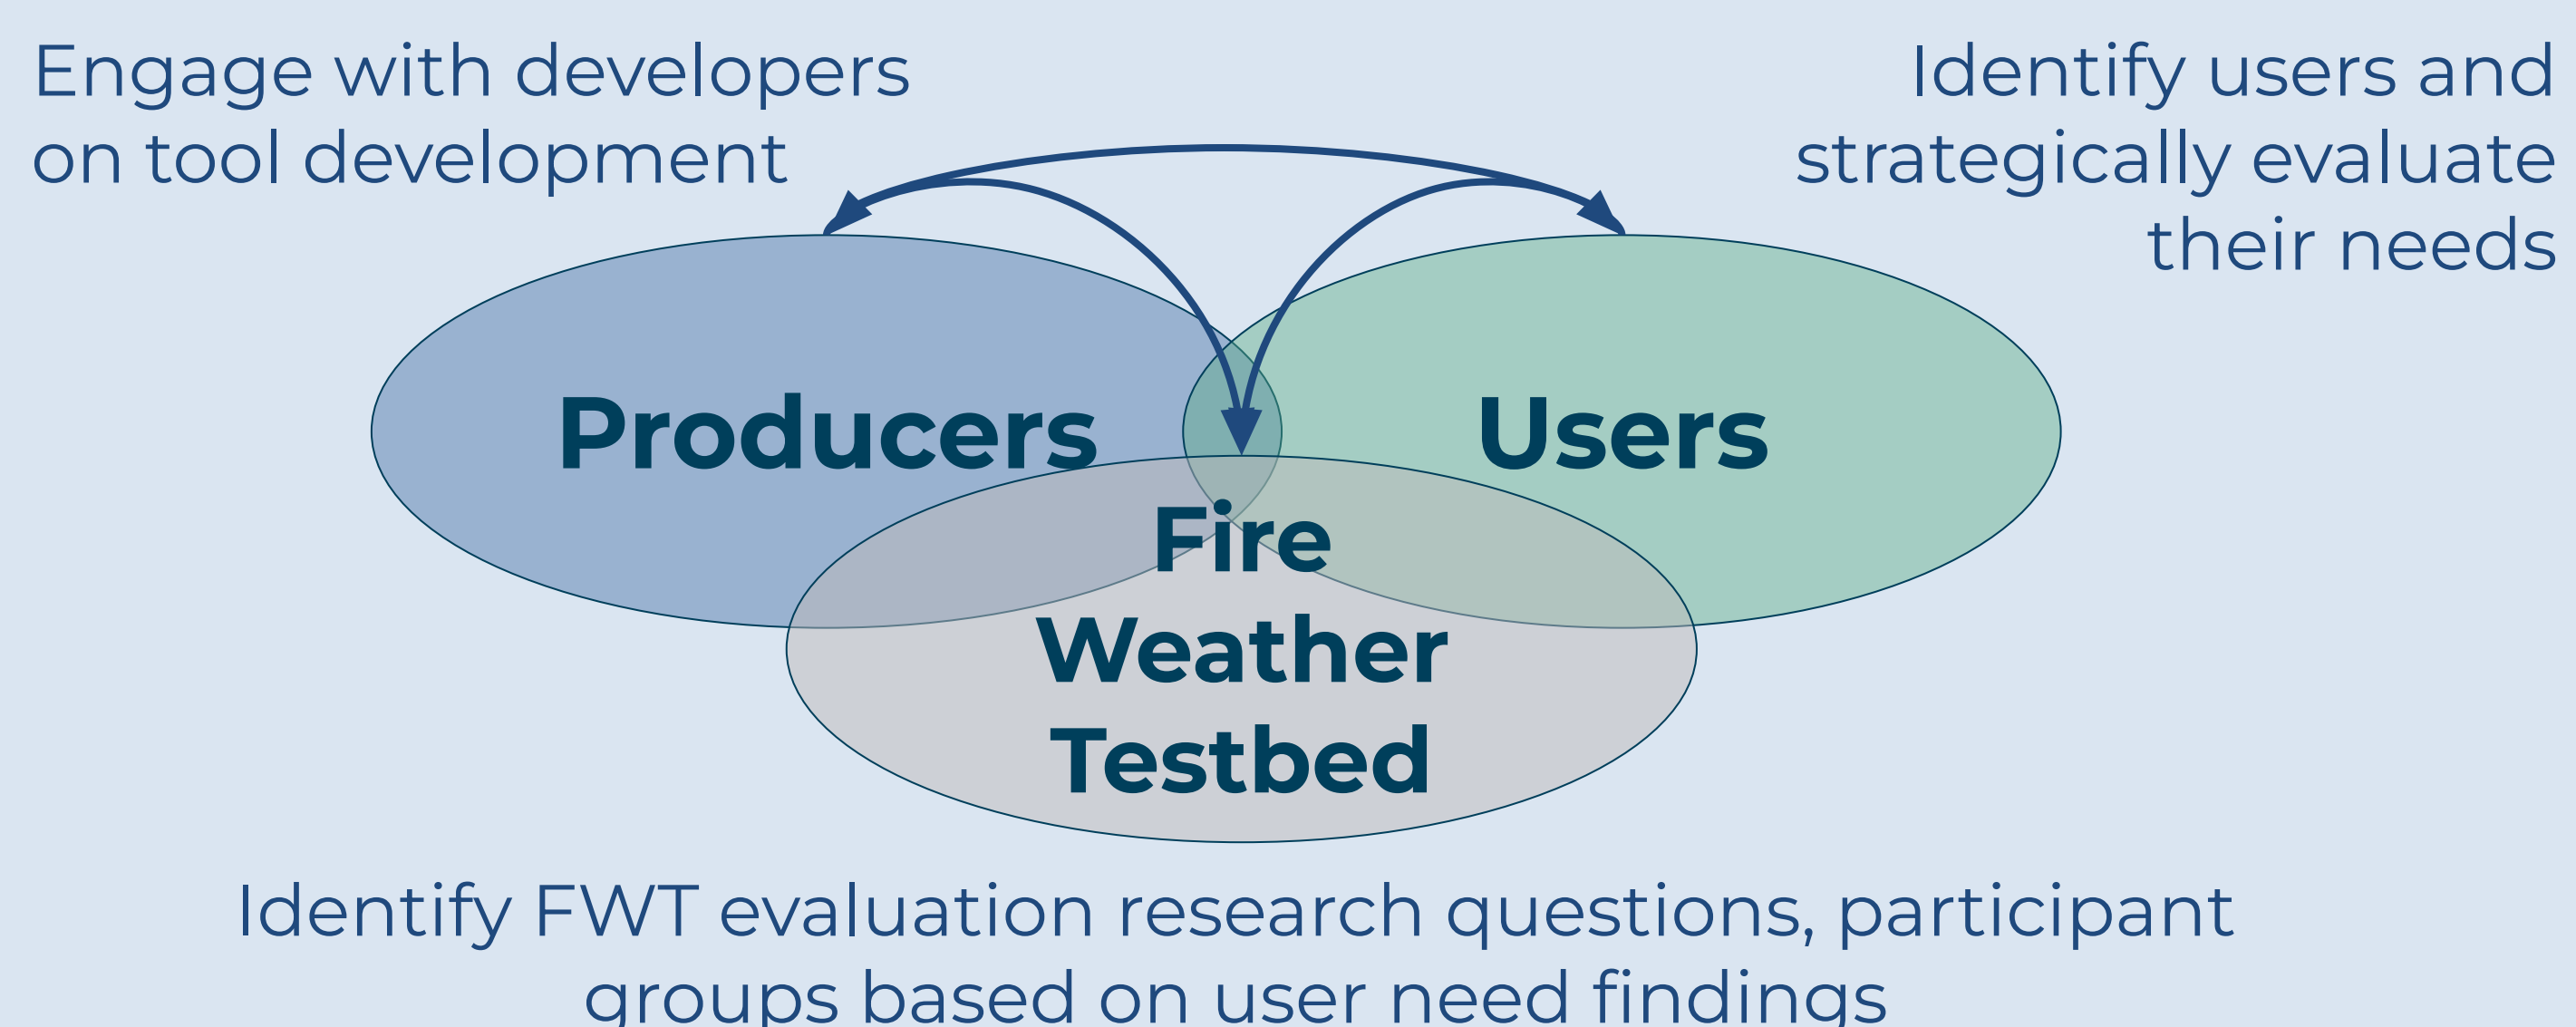 Engage with developers
on tool development
Identify users and
strategically evaluate
their needs
Producers
Users
Fire
Weather
Testbed
Identify FWT evaluation research questions, participant
groups based on user need findings